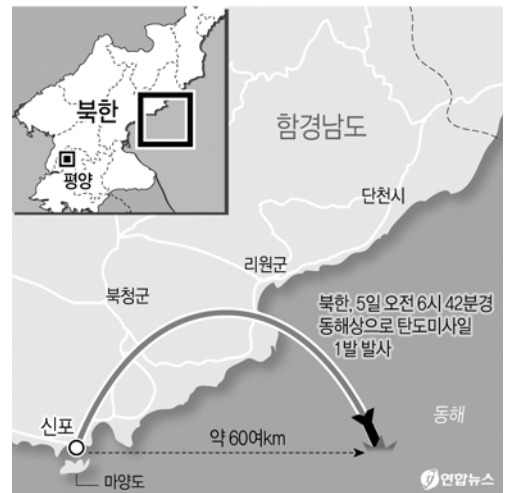 북한
평양
함경남도
단천시
리원군
북청군
북한, 5일 오전 6시 42분경
동해상으로 탄도미사일
1발 발사
동해
신포
약 60여km
마양도
연합뉴스